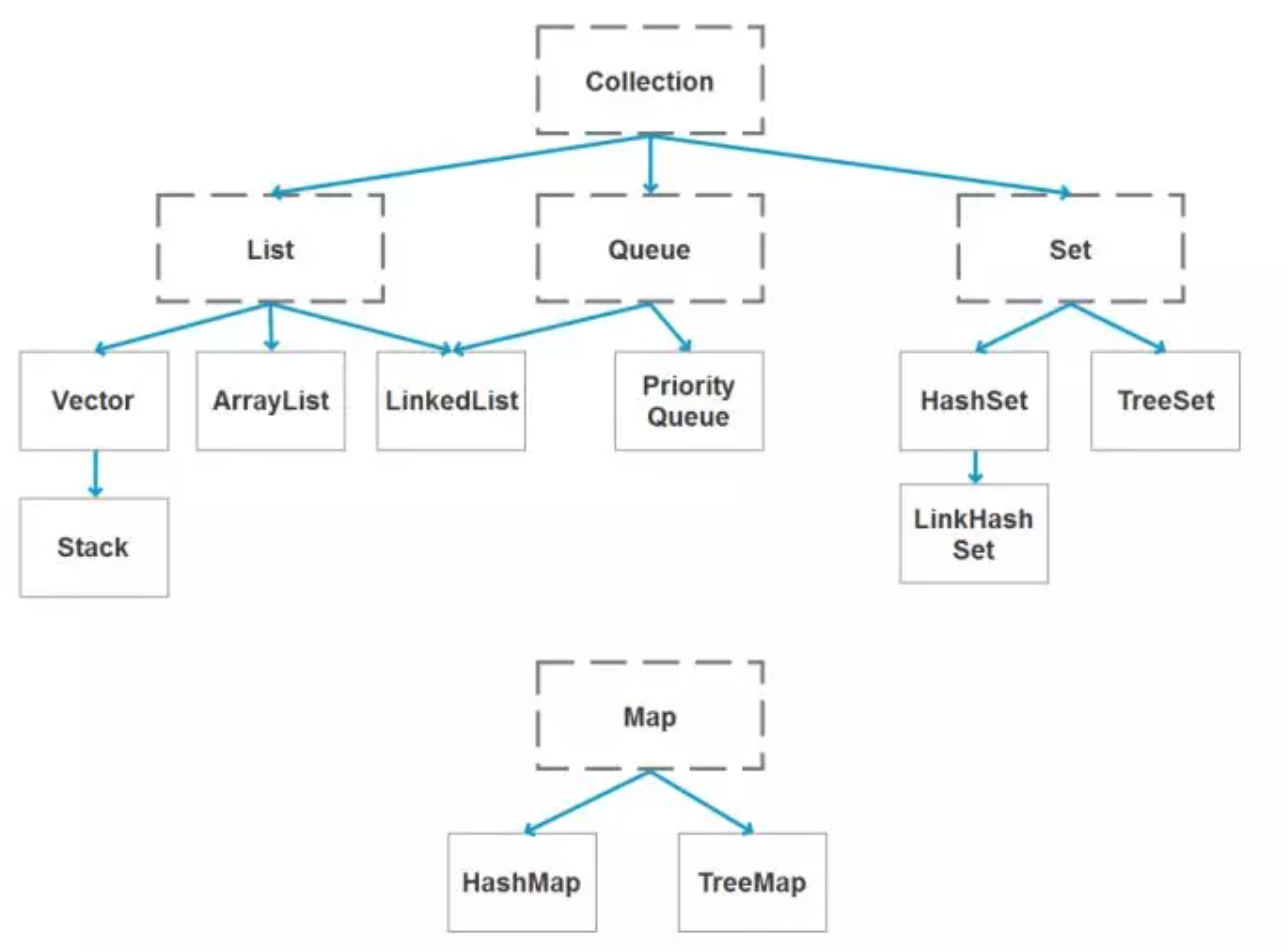 Collection
List
Queue
Set
Vector
ArrayList
LinkedList
Priority
Queue
HashSet
TreeSet
Stack
LinkHash
Set
Map
HashMap
TreeMap